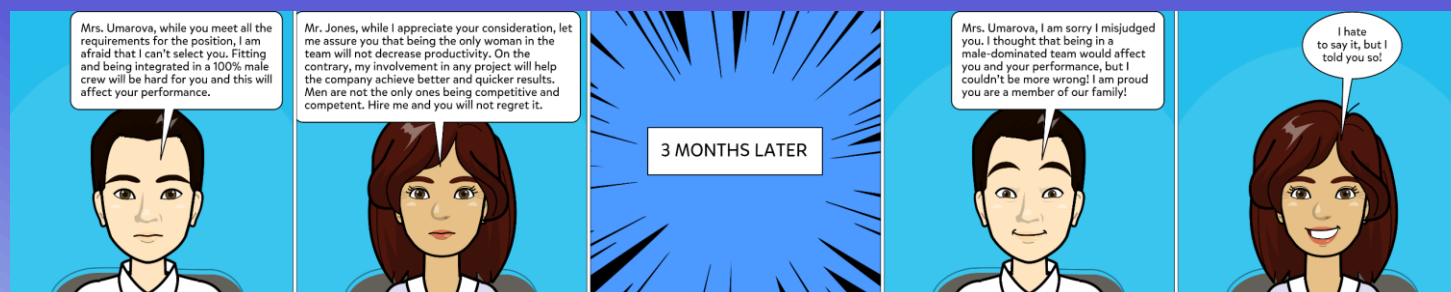 Mrs. Umarova, while you meet all the
requirements for the position, I am
afraid that I can't select you. Fitting
and being integrated in a 100% male
crew will be hard for you and this will
affect your performance.
Mr. Jones, while I appreciate your consideration, let
me assure you that being the only woman in the
team will not decrease productivity. On the
contrary, my involvement in any project will help
the company achieve better and quicker results.
Men are not the only ones being competitive and
competent. Hire me and you will not regret it.
3 MONTHS LATER
Mrs. Umarova, I am sorry I misjudged
you. I thought that being in a
male-dominated team would affect
you and your performance, but I
couldn't be more wrong! I am proud
you are a member of our family!
I hate
to say it, but I
told you so!